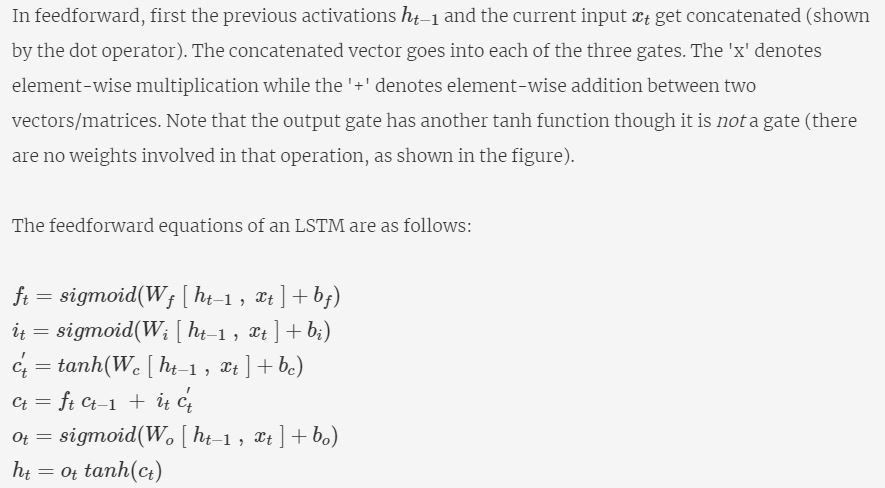 In feedforward, first the previous activations hₜ₋₁ and the current input xₜ get concatenated (shown
by the dot operator). The concatenated vector goes into each of the three gates. The 'x' denotes
element-wise multiplication while the '+' denotes element-wise addition between two
vectors/matrices. Note that the output gate has another tanh function though it is not a gate (there
are no weights involved in that operation, as shown in the figure).
The feedforward equations of an LSTM are as follows:
f_t = sigmoid(W_f [ h_{t−1} , x_t ] + b_f)
i_t = sigmoid(W_i [ h_{t−1} , x_t ] + b_i)
c'_t = tanh(W_c [ h_{t−1} , x_t ] + b_c)
c_t = f_t c_{t−1} + i_t c'_t
o_t = sigmoid(W_o [ h_{t−1} , x_t ] + b_o)
h_t = o_t tanh(c_t)